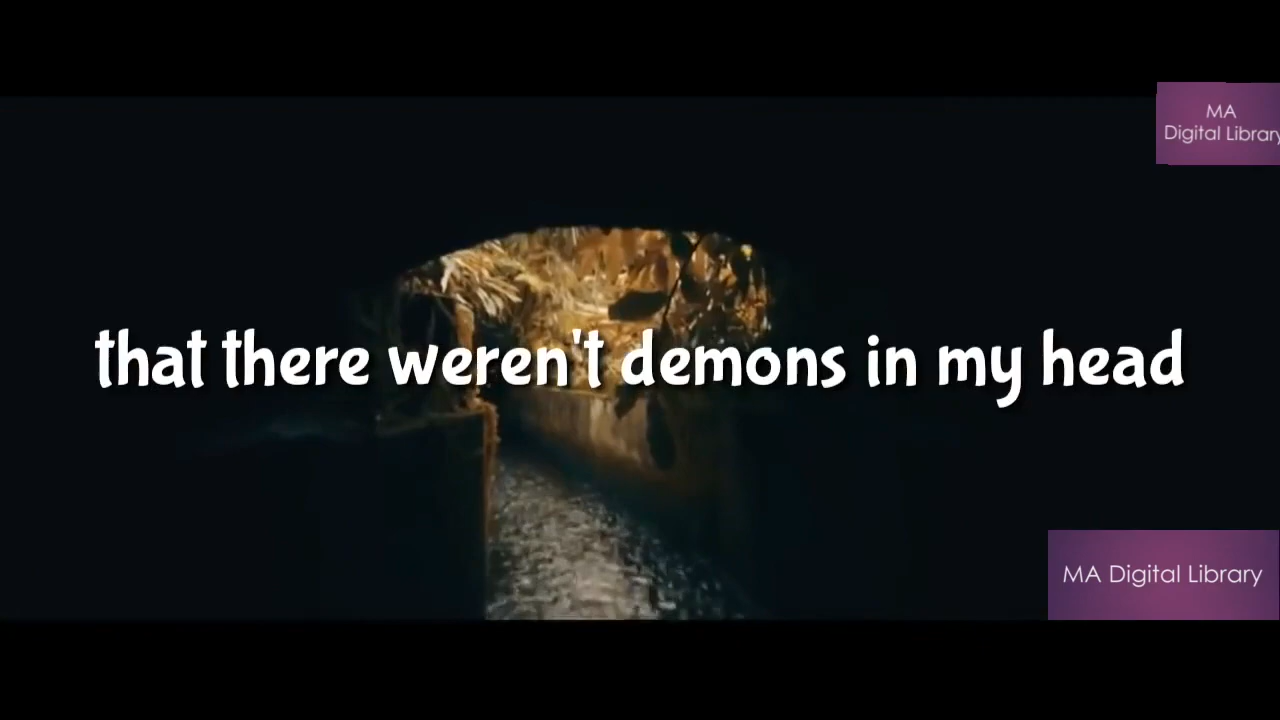 MA
Digital Library
that there weren't demons in my head
MA Digital Library